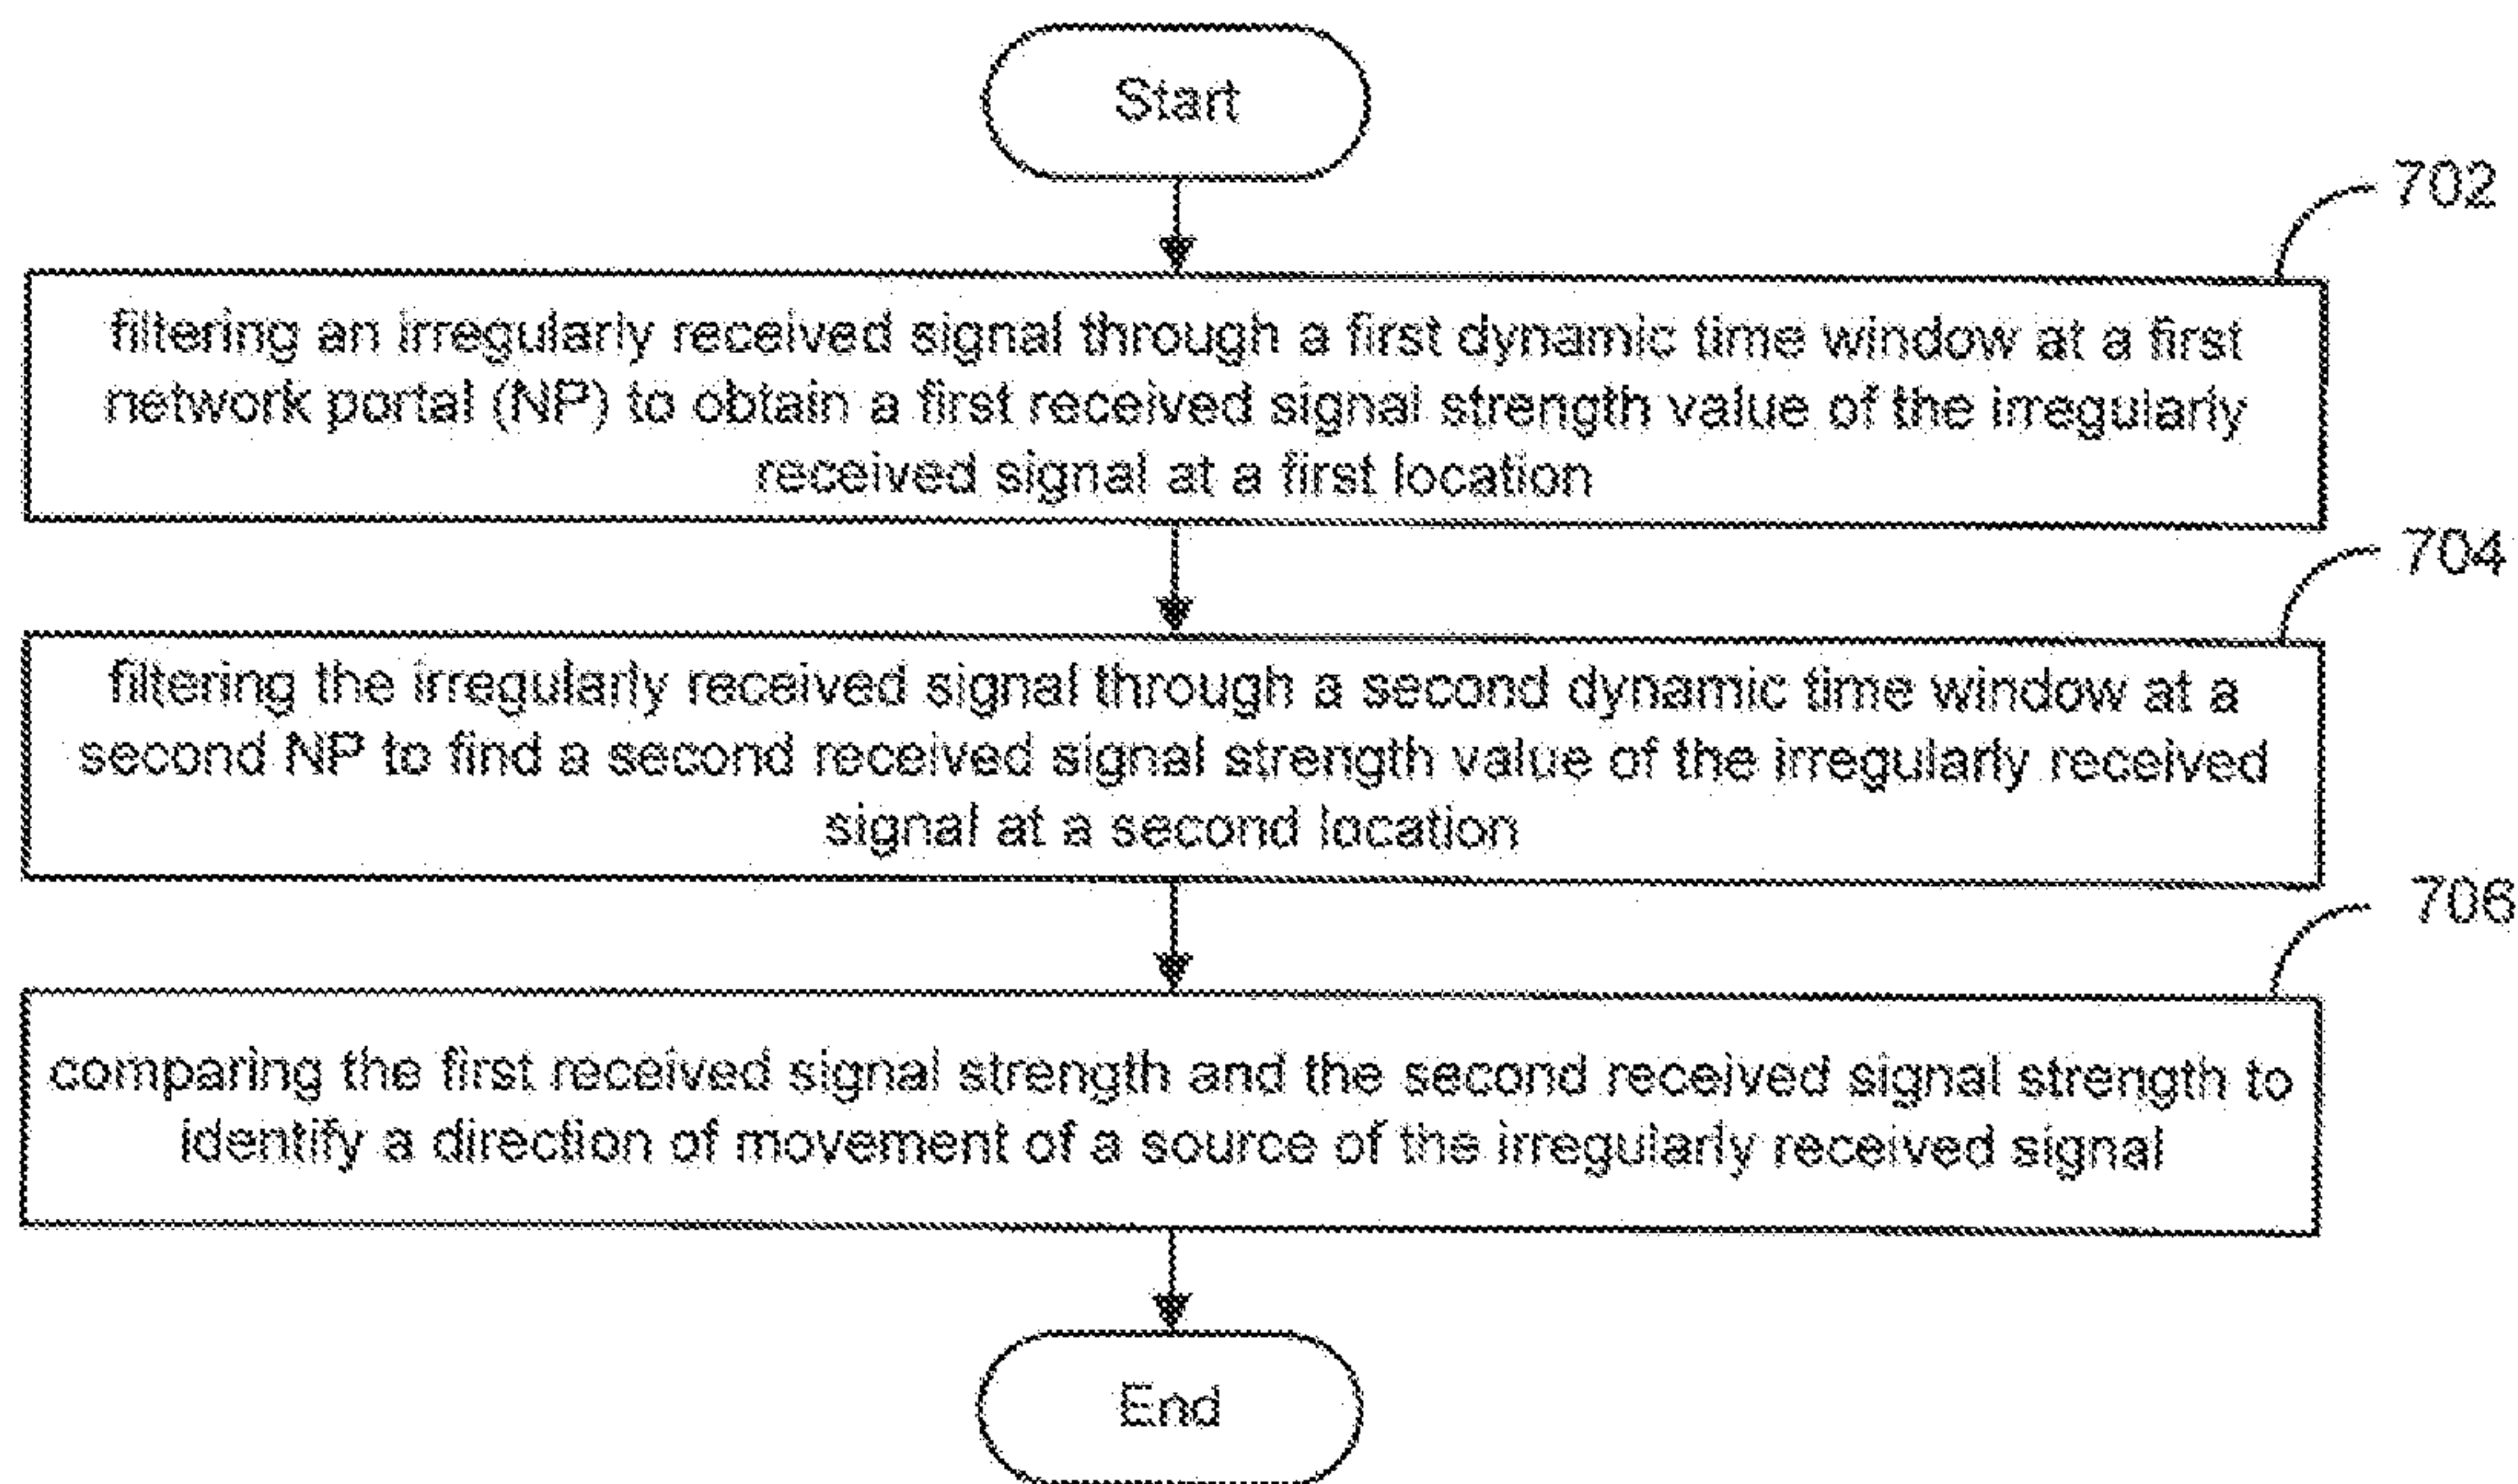 Start
702
filtering an irregularly received signal through a first dynamic time window at a first
network portal (NP) to obtain a first received signal strength value of the irregularly
received signal at a first location
704
filtering the irregularly received signal through a second dynamic time window at a
second NP to find a second received signal strength value of the irregularly received
signal at a second location
706
comparing the first received signal strength and the second received signal strength to
identify a direction of movement of a source of the irregularly received signal
End